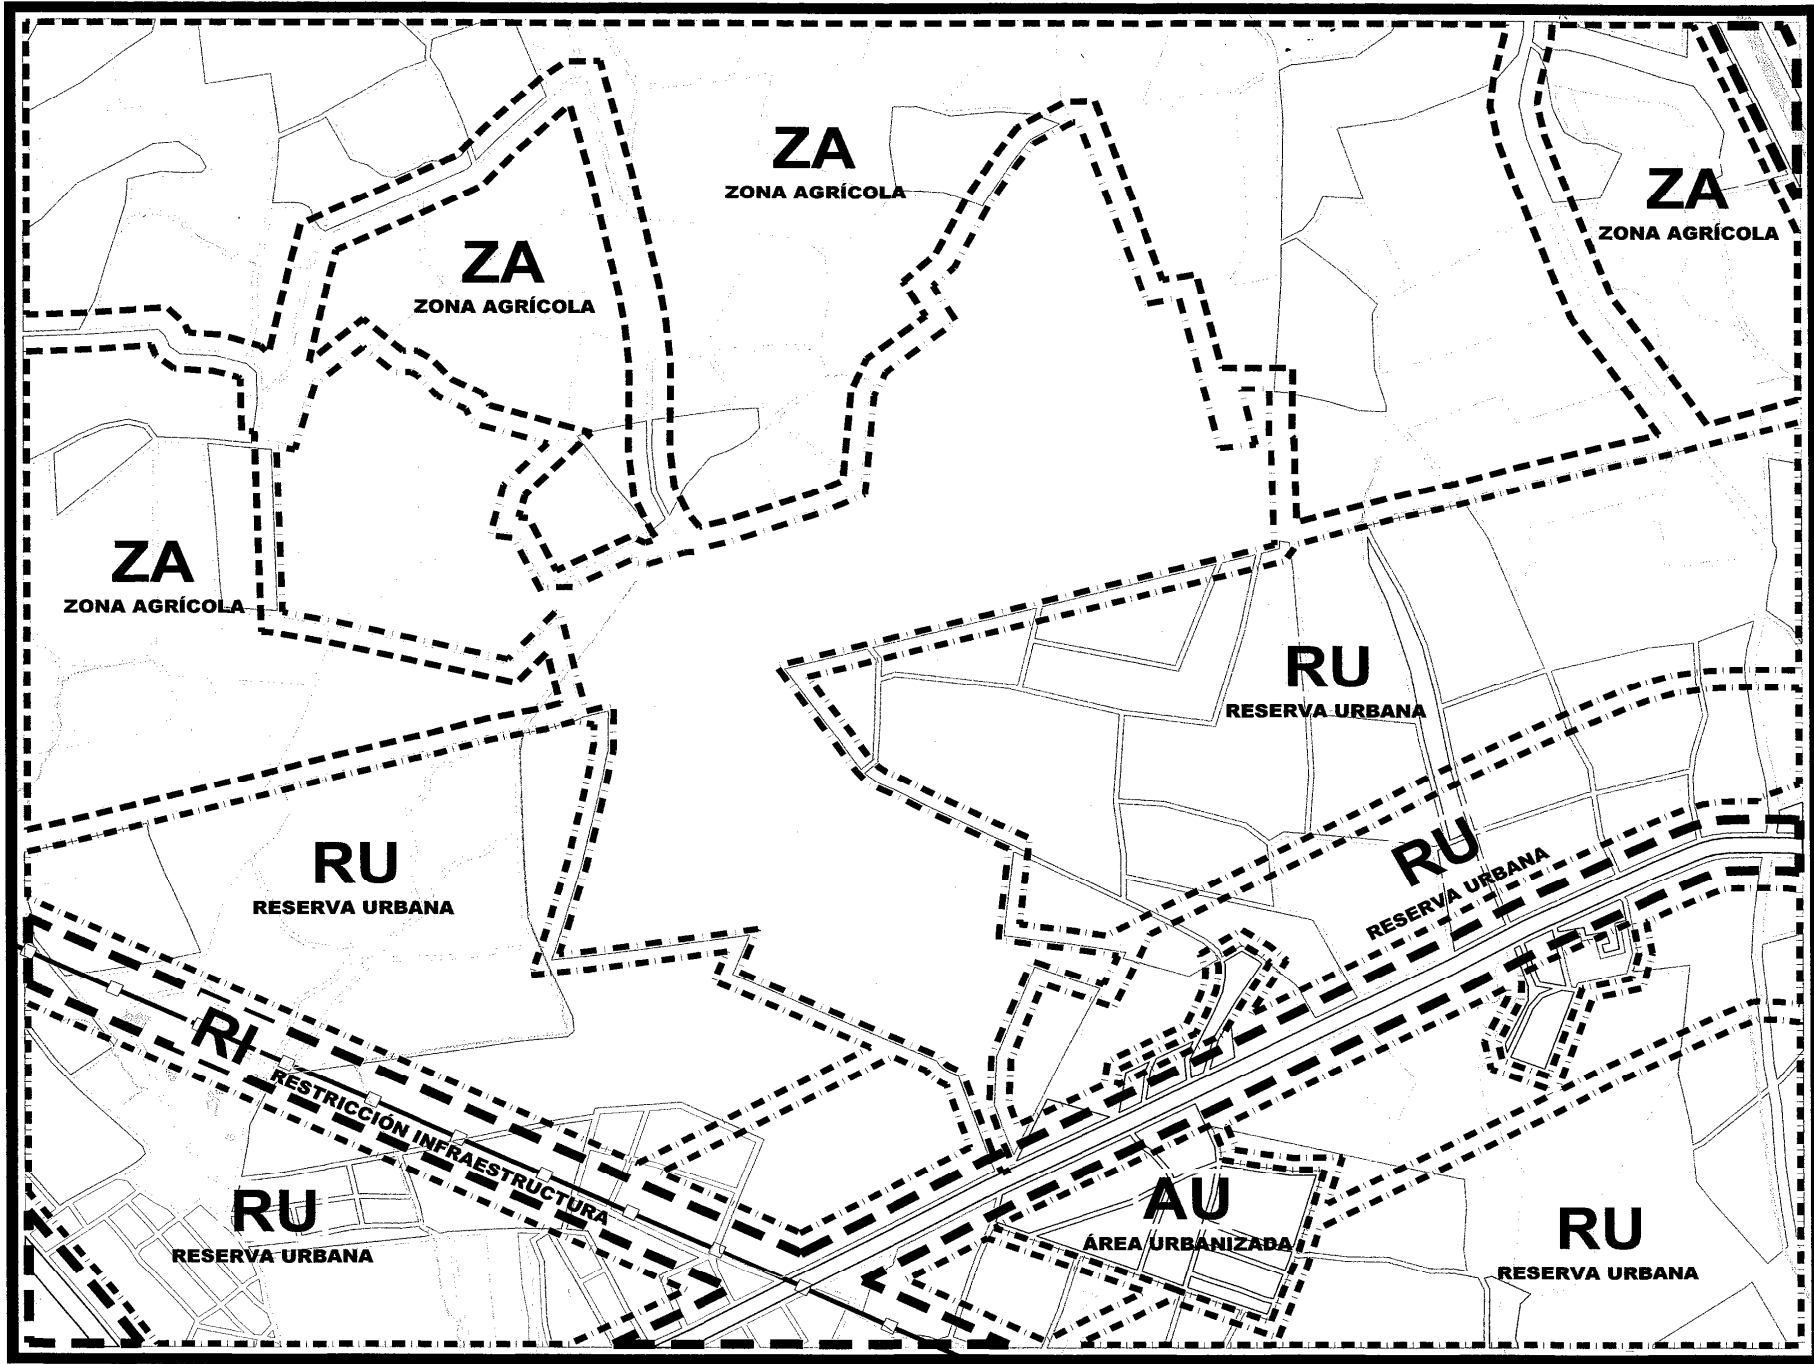 ZA
ZONA AGRÍCOLA
ZA
ZONA AGRÍCOLA
ZA
ZONA AGRÍCOLA
ZA
ZONA AGRÍCOLA
RU
RESERVA URBANA
RU
RESERVA URBANA
RU
RESERVA URBANA
RI
RESTRICCIÓN INFRAESTRUCTURA
RU
RESERVA URBANA
AU
ÁREA URBANIZADA
RU
RESERVA URBANA